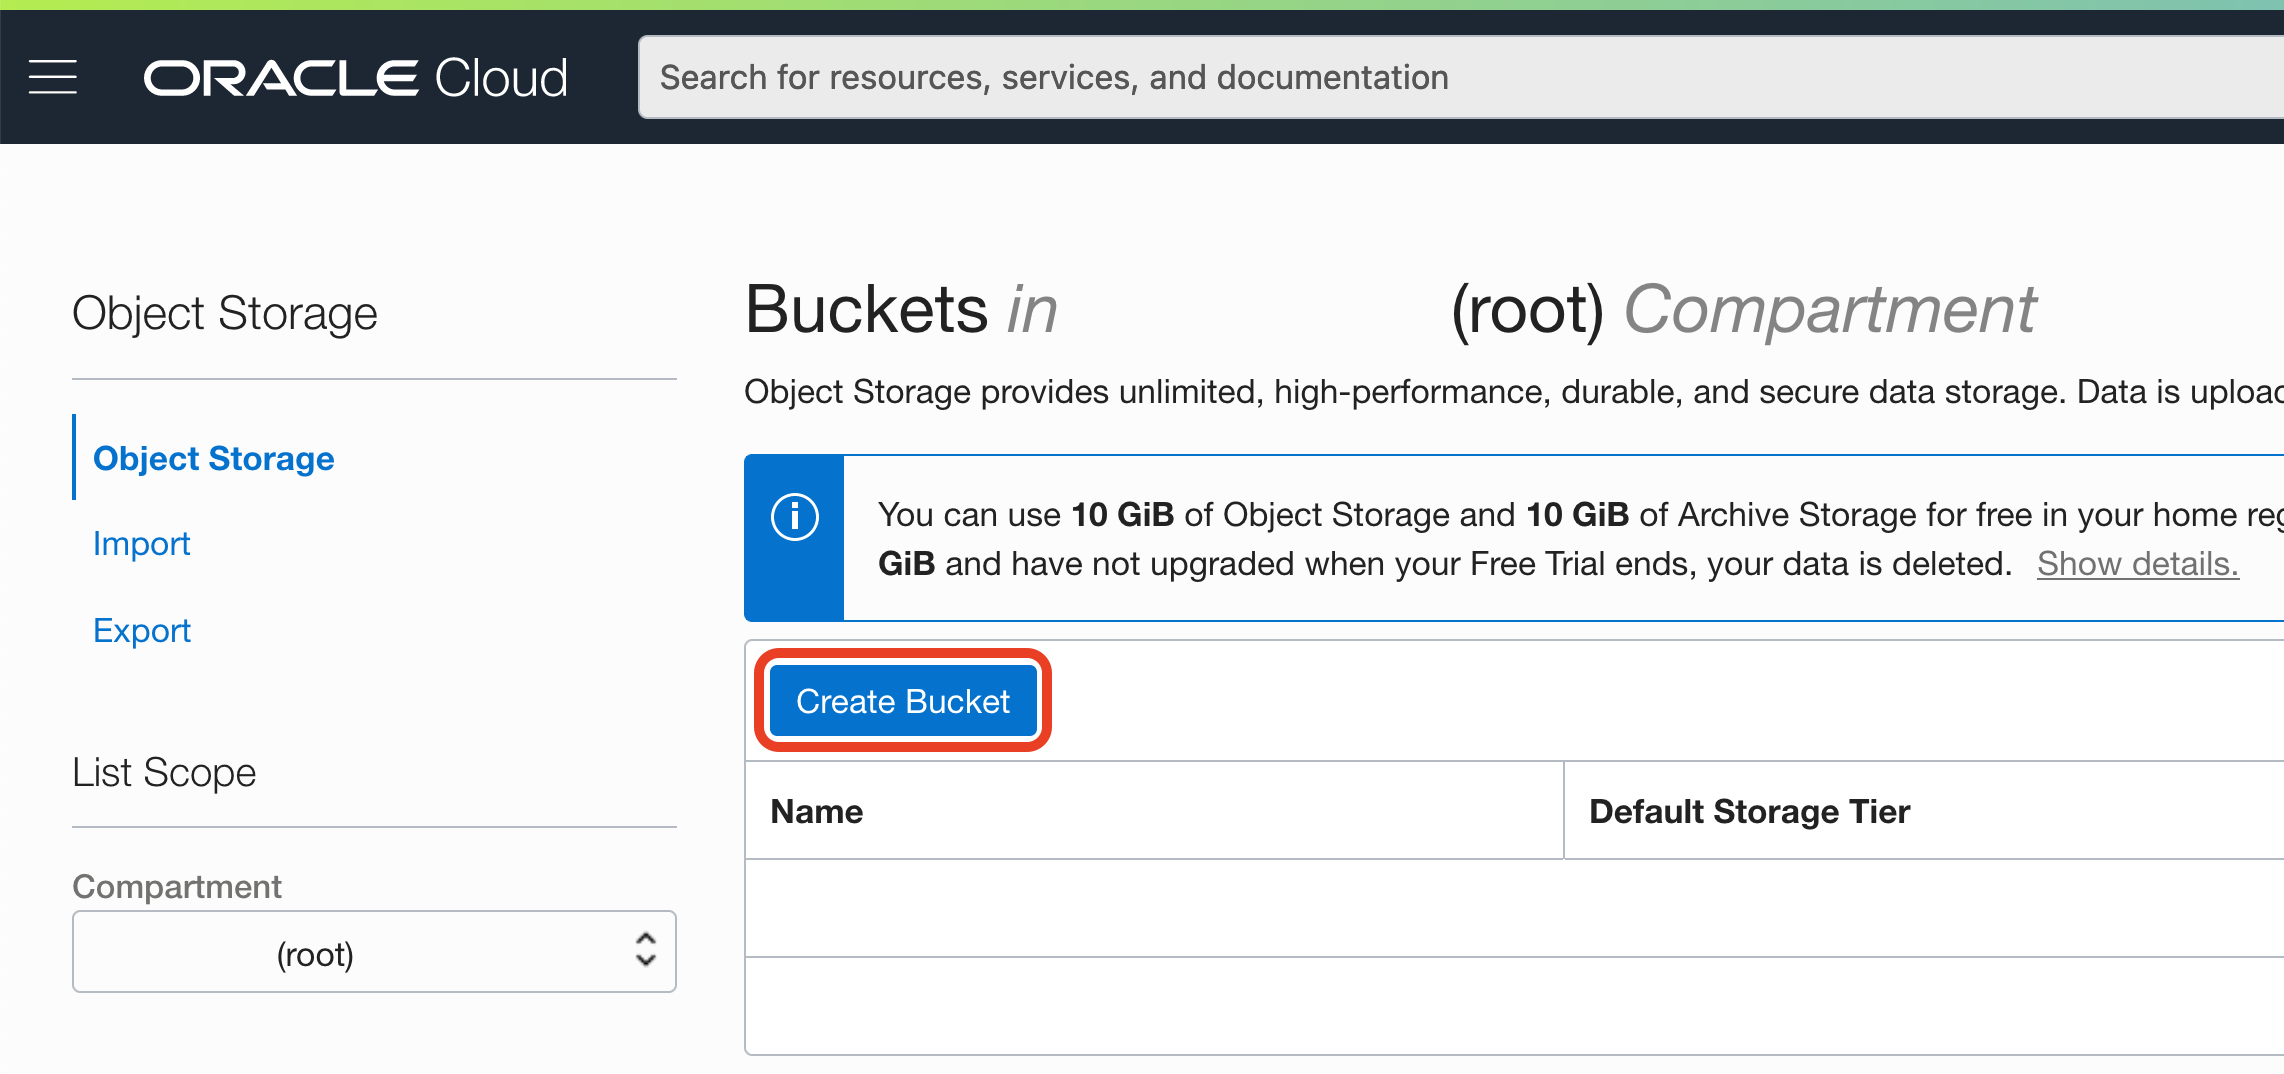 ORACLE Cloud
Search for resources, services, and documentation
Object Storage
Object Storage
Import
Export
List Scope
Compartment
(root)
Buckets in (root) Compartment
Object Storage provides unlimited, high-performance, durable, and secure data storage. Data is
You can use 10 GiB of Object Storage and 10 GiB of Archive Storage for free in your home
GiB and have not upgraded when your Free Trial ends, your data is deleted. Show details.
Create Bucket
Name Default Storage Tier